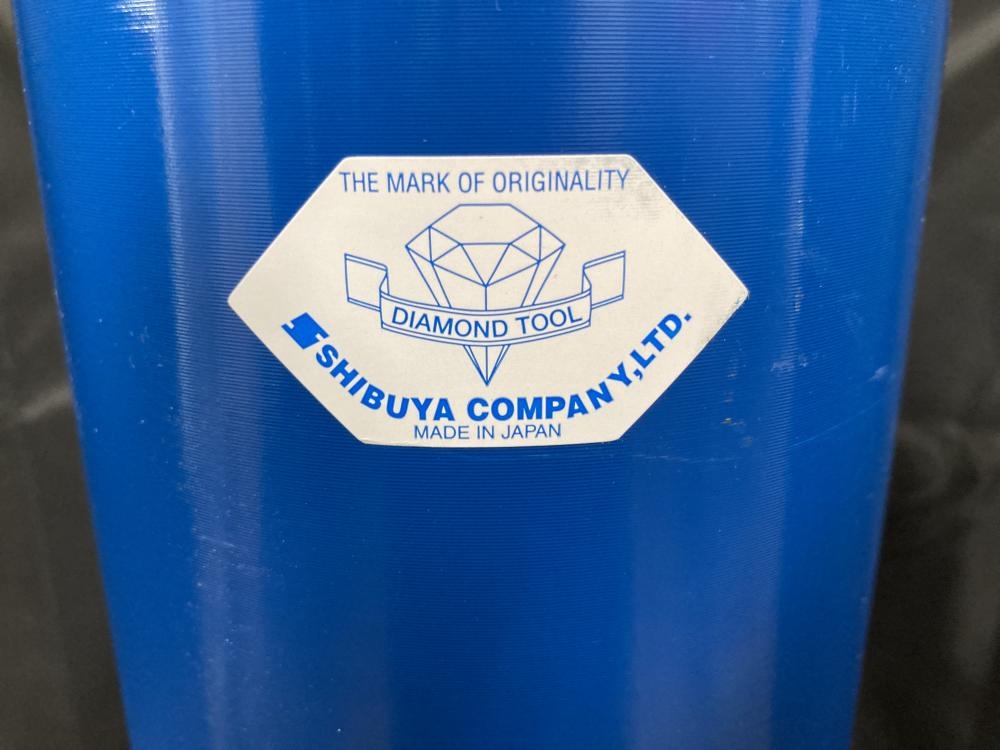 THE MARK OF ORIGINALITY
DIAMOND TOOL
SHIBUYA COMPANY,LTD.
MADE IN JAPAN